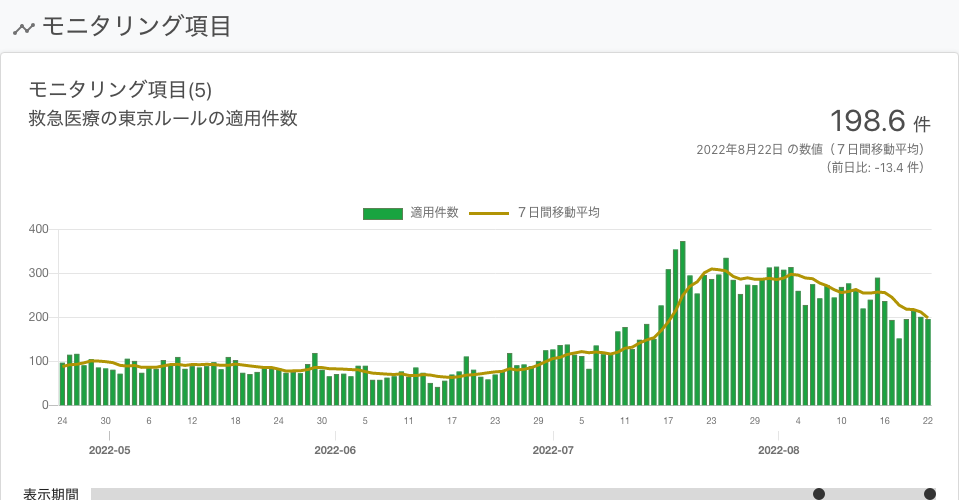 モニタリング項目
モニタリング項目(5)
救急医療の東京ルールの適用件数
198.6 件
2022年8月22日 の数値（７日間移動平均）
（前日比: -13.4 件）
適用件数 ７日間移動平均
400
300
200
100
0
24 30 6 12 18 24 30 5 11 17 23 29 5 11 17 23 29 4 10 16 22
2022-05 2022-06 2022-07 2022-08
表示期間